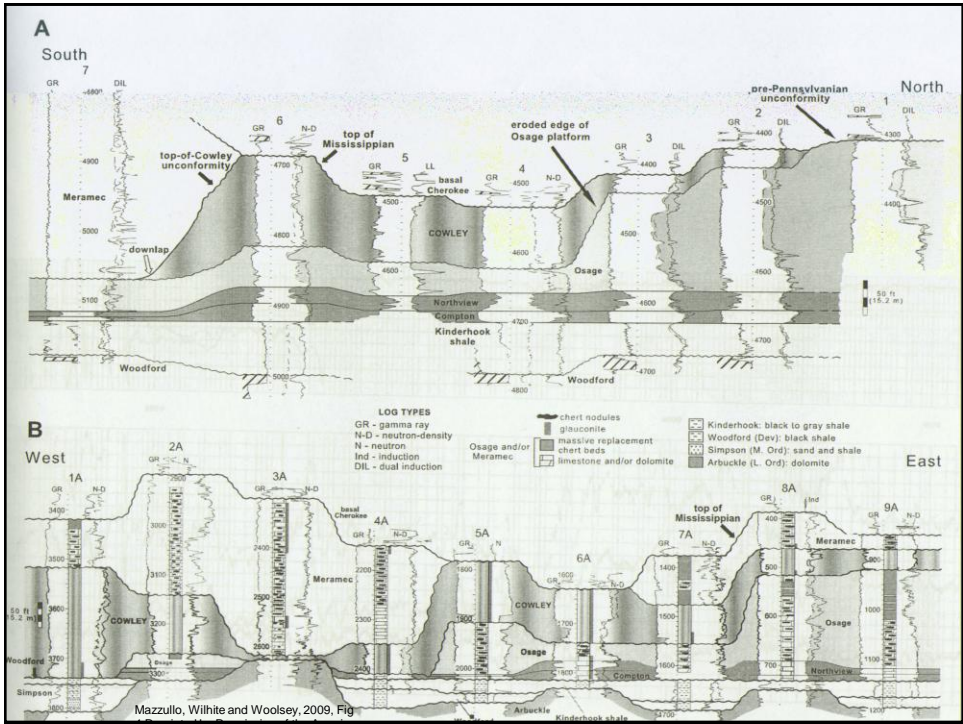 A
South
7
GR
DIL
4900
Meramec
5000
5100
top-of-Cowley
unconformity
downlap
6
GR
N-D
4700
4800
4900
5000
top of
Mississippian
5
GR
LL
4500
4600
basal
Cherokee
COWLEY
4
GR
N-D
4500
4600
4700
4800
eroded edge of
Osage platform
Osage
3
GR
DIL
4400
4500
4600
4700
2
GR
DIL
4400
4500
4600
4700
pre-Pennsylvanian
unconformity
North
1
GR
DIL
4300
4400
50 ft
(15.2 m)
Northview
Compton
Kinderhook
shale
Woodford
Woodford
LOG TYPES
GR - gamma ray
N-D - neutron-density
N - neutron
Ind - induction
DIL - dual induction
Osage and/or
Meramec
chert nodules
glauconite
massive replacement
chert beds
limestone and/or dolomite
Kinderhook: black to gray shale
Woodford (Dev): black shale
Simpson (M. Ord): sand and shale
Arbuckle (L. Ord): dolomite
B
West
East
1A
GR
N-D
3400
3500
3600
3700
2A
GR
N
3000
3100
3200
3300
3A
GR
N-D
2400
2500
2600
basal
Cherokee
Meramec
4A
GR
N-D
2200
2300
2400
5A
GR
N
1800
1900
2000
6A
GR
N-D
1600
1700
1800
7A
GR
N-D
1400
1500
1600
top of
Mississippian
8A
GR
Ind
400
500
600
700
9A
GR
N-D
1000
1100
1200
Meramec
COWLEY
COWLEY
Osage
Osage
Osage
Compton
Northview
Woodford
Simpson
Arbuckle
Kinderhook shale
Mazzullo, Wilhite and Woolsey, 2009, Fig